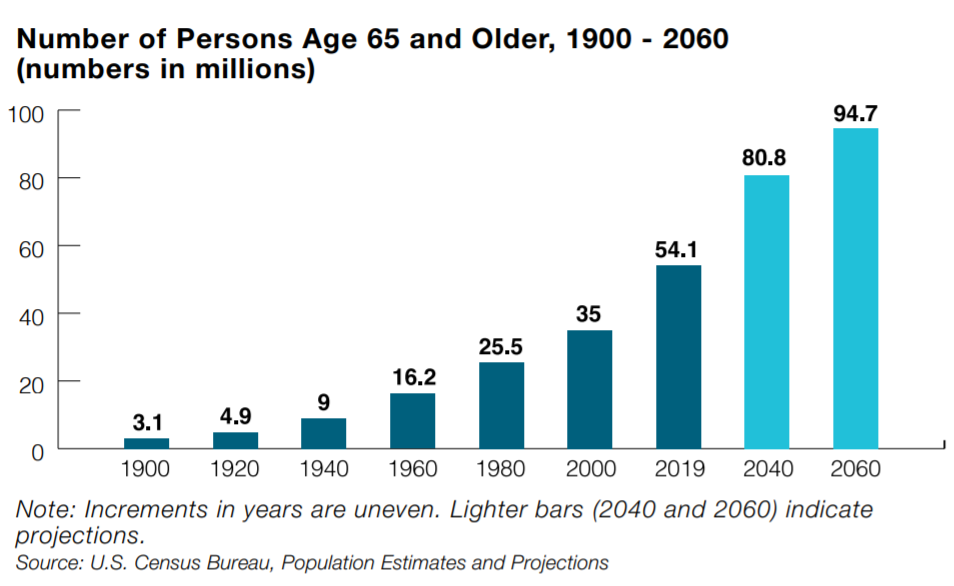 Number of Persons Age 65 and Older, 1900 - 2060
(numbers in millions)
100
80
60
40
20
0
3.1
4.9
9
16.2
25.5
35
54.1
80.8
94.7
1900 1920 1940 1960 1980 2000 2019 2040 2060
Note: Increments in years are uneven. Lighter bars (2040 and 2060) indicate
projections.
Source: U.S. Census Bureau, Population Estimates and Projections